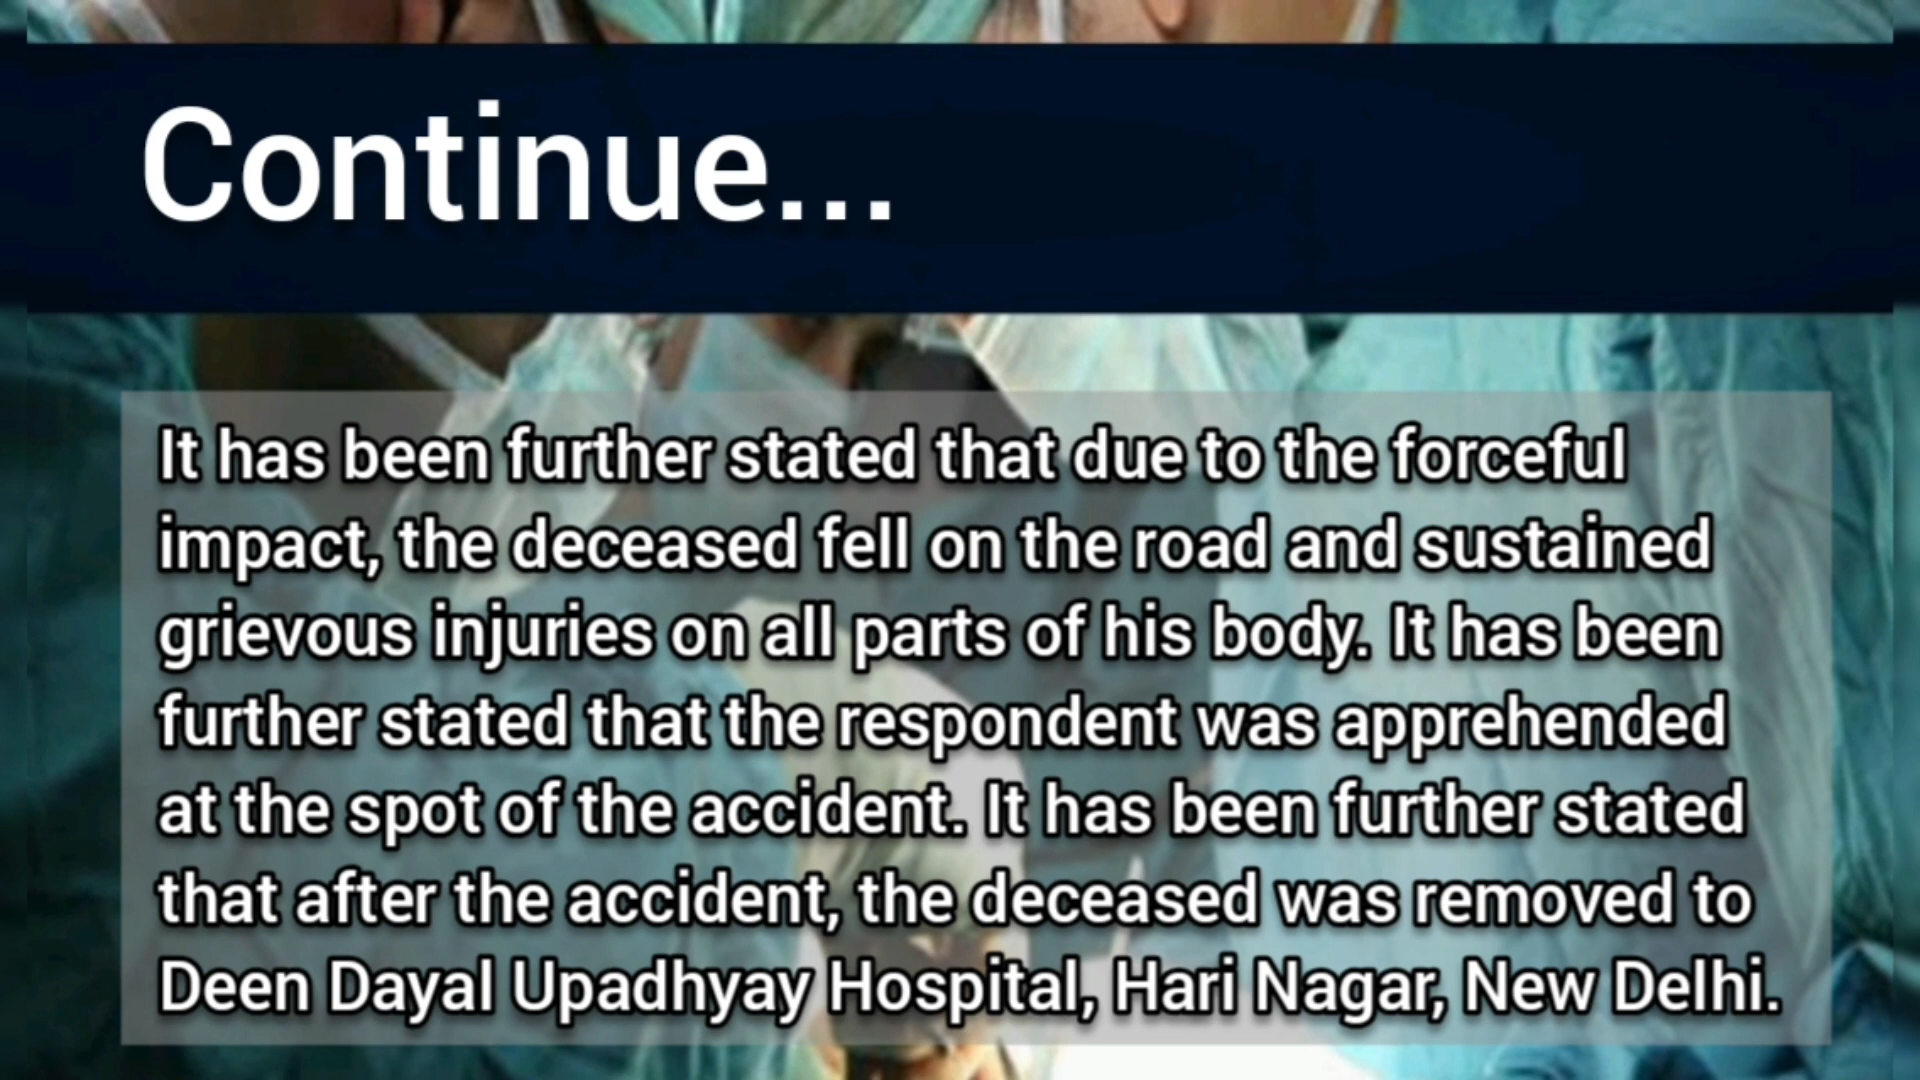 Continue...
It has been further stated that due to the forceful
impact, the deceased fell on the road and sustained
grievous injuries on all parts of his body. It has been
further stated that the respondent was apprehended
at the spot of the accident. It has been further stated
that after the accident, the deceased was removed to
Deen Dayal Upadhyay Hospital, Hari Nagar, New Delhi.